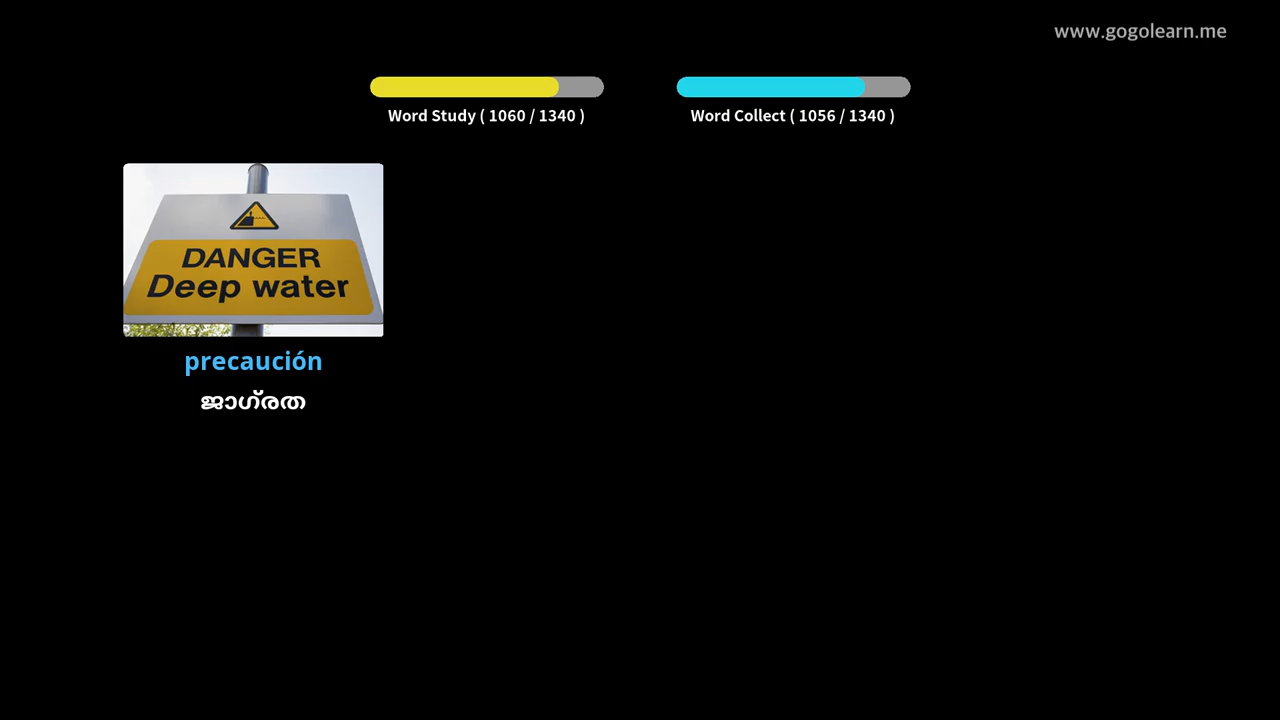 www.gogolearn.me
Word Study ( 1060 / 1340 )
Word Collect ( 1056 / 1340 )
DANGER
Deep water
precaución
ജാഗ്രത